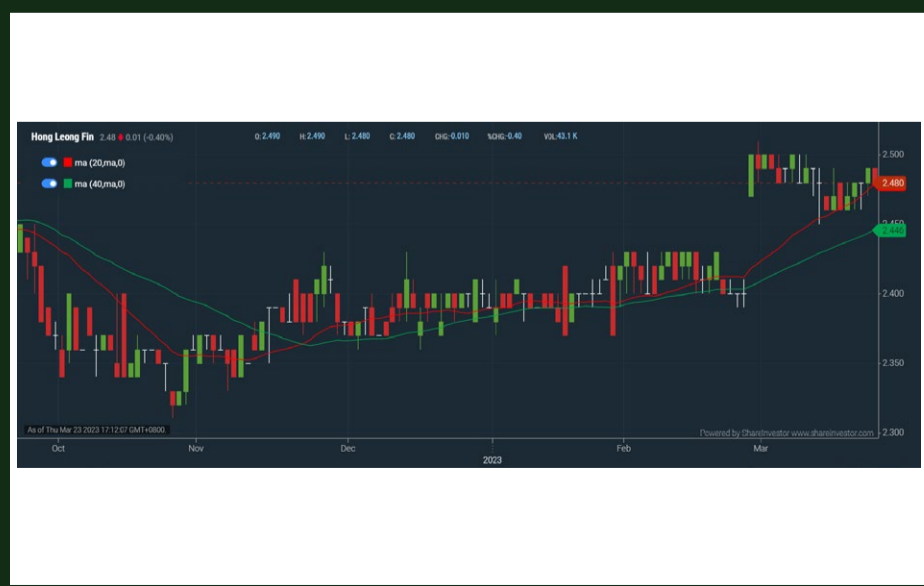 Hong Leong Fin 2.48 0.01 (-0.40%) O: 2.490 H: 2.490 L: 2.480 C: 2.480 CHG:-0.010 %CHG:-0.40 VOL:43.1 K
ma (20,ma,0)
ma (40,ma,0)
2.500
2.480
2.450
2.446
2.400
2.350
2.300
As of Thu Mar 23 2023 17:12:07 GMT+0800.
Powered by ShareInvestor www.shareinvestor.com
Oct Nov Dec 2023 Feb Mar